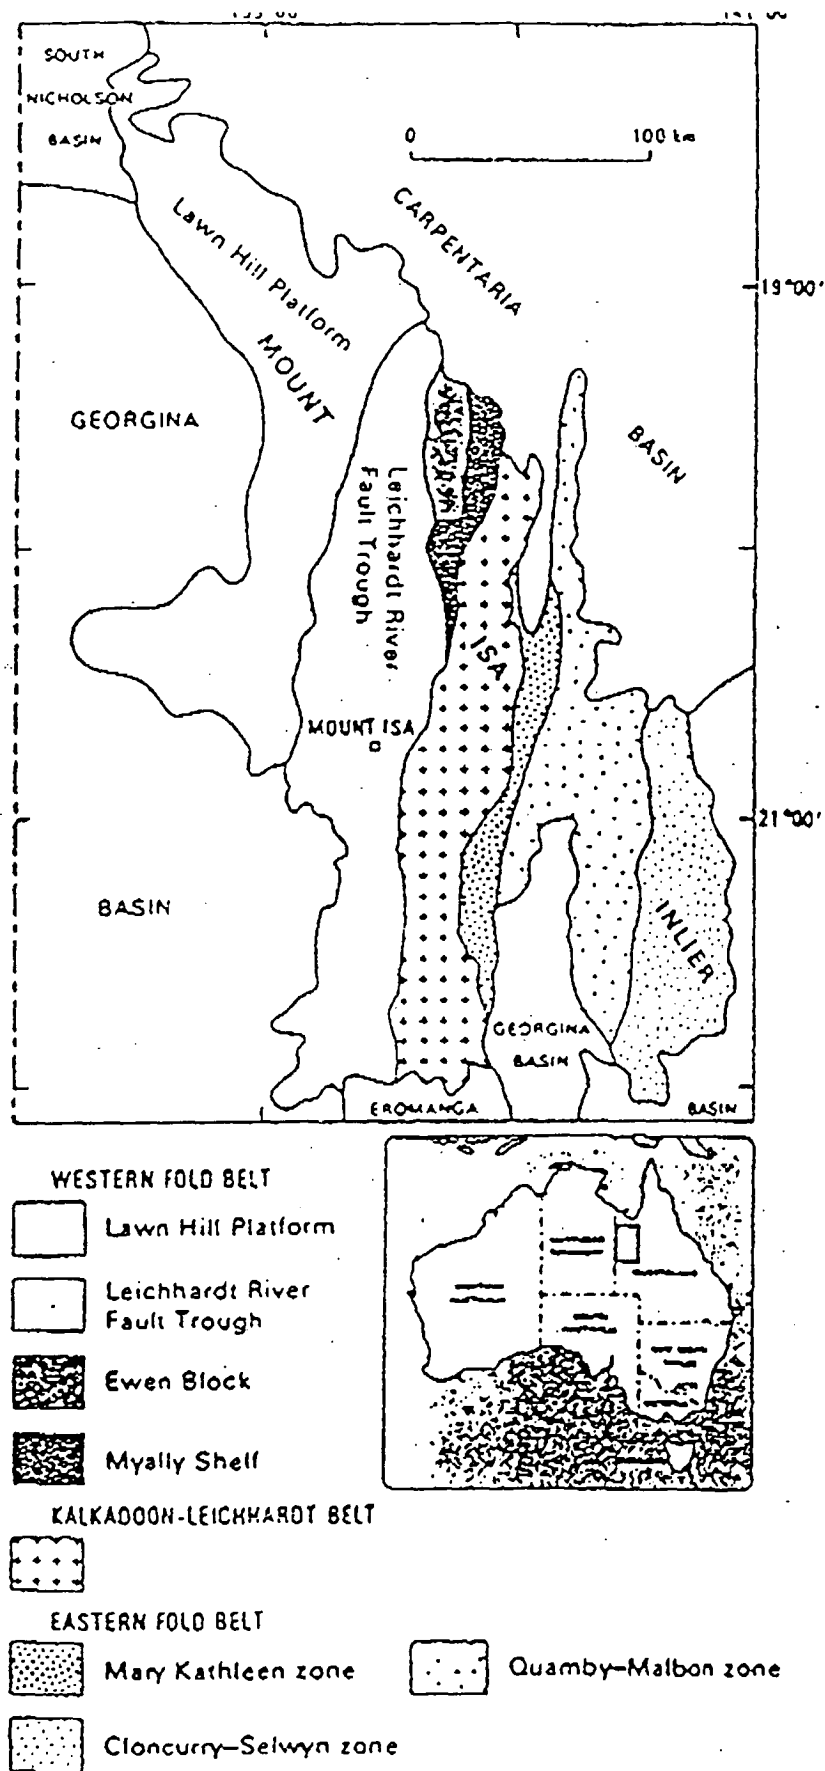 SOUTH
NICHOLSON
BASIN
0 100 km
CARPENTARIA
Lawn Hill Platform
19°00'
MOUNT
GEORGINA
BASIN
Leichhardt River
Fault Trough
ISA
MOUNT ISA
21°00'
BASIN
INLIER
GEORGINA
BASIN
EROMANGA
BASIN
WESTERN FOLD BELT
Lawn Hill Platform
Leichhardt River
Fault Trough
Ewen Block
Myally Shelf
KALKADOON-LEICHHARDT BELT
EASTERN FOLD BELT
Mary Kathleen zone
Quamby–Malbon zone
Cloncurry–Selwyn zone